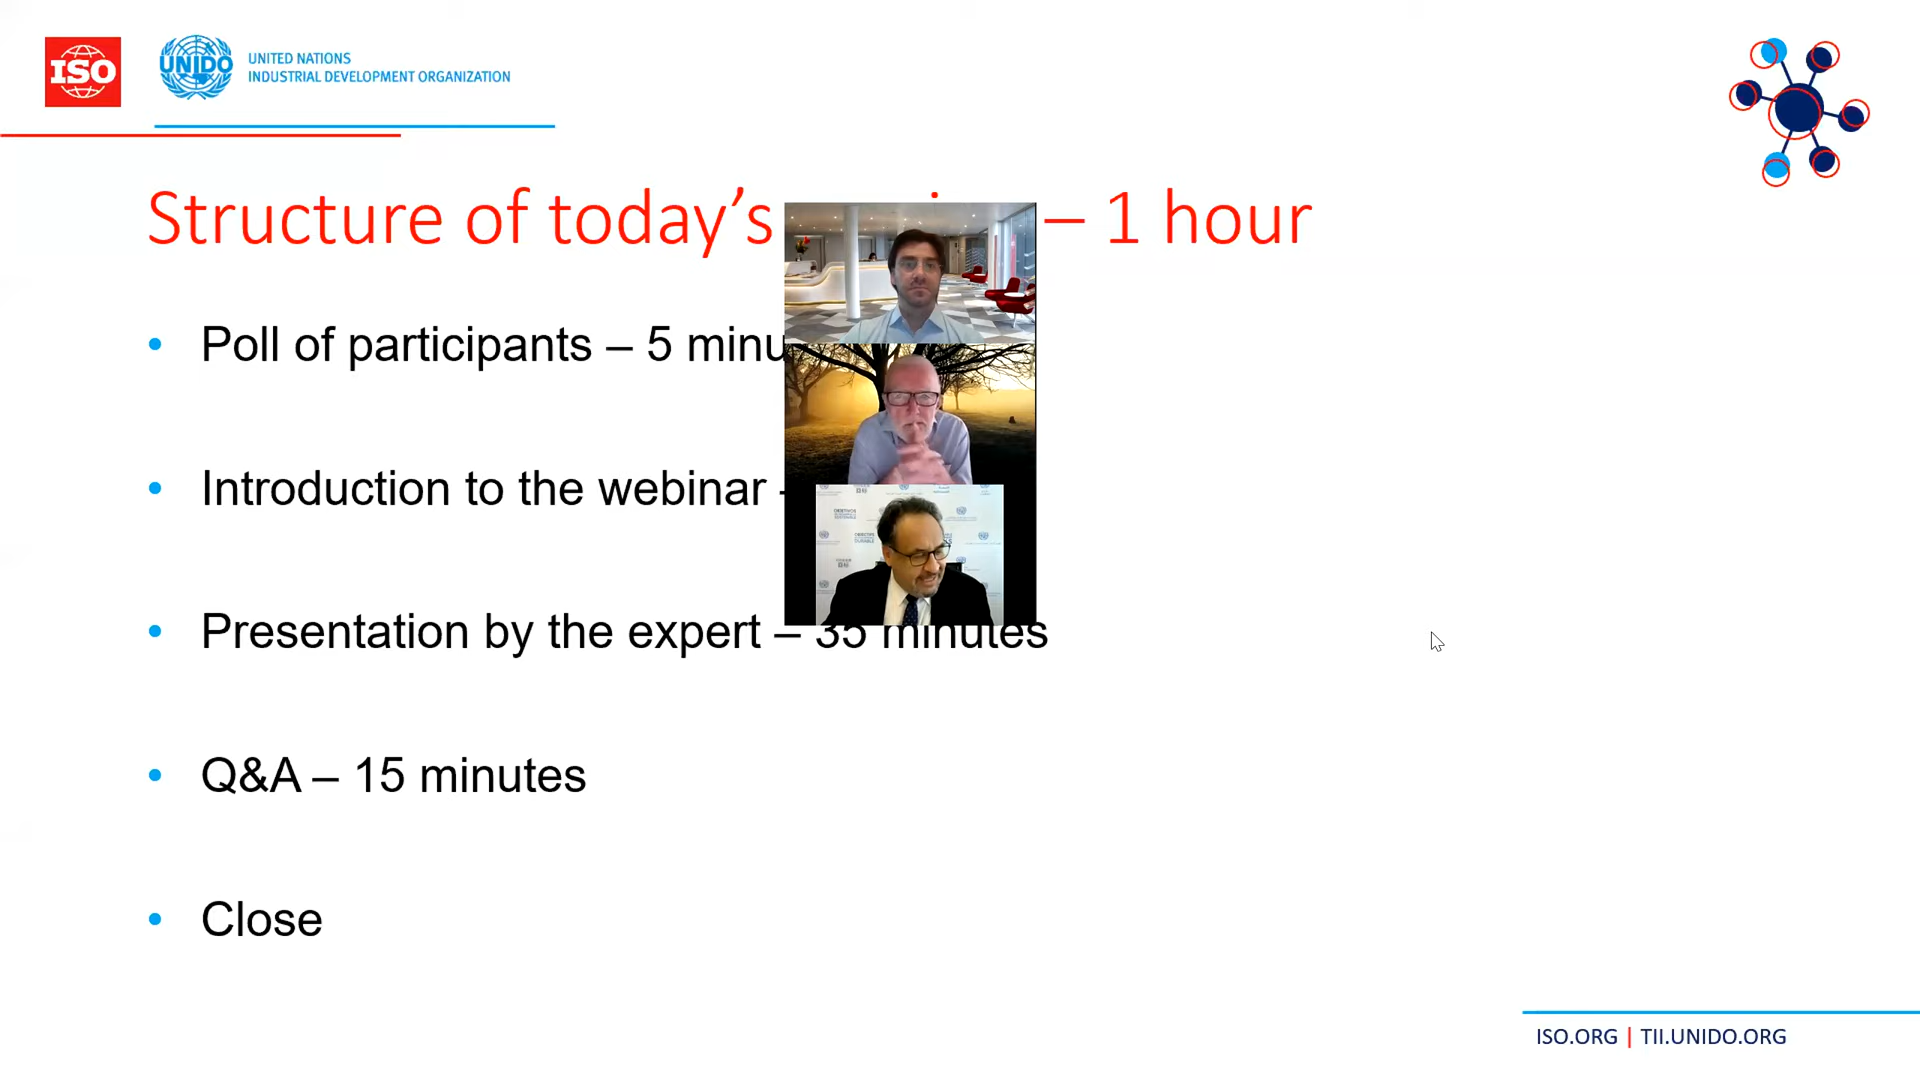 ISO
UNIDO
UNITED NATIONS
INDUSTRIAL DEVELOPMENT ORGANIZATION
Structure of today’s – 1 hour
• Poll of participants – 5 minu
• Introduction to the webinar –
• Presentation by the expert – 35 minutes
• Q&A – 15 minutes
• Close
ISO.ORG | TII.UNIDO.ORG